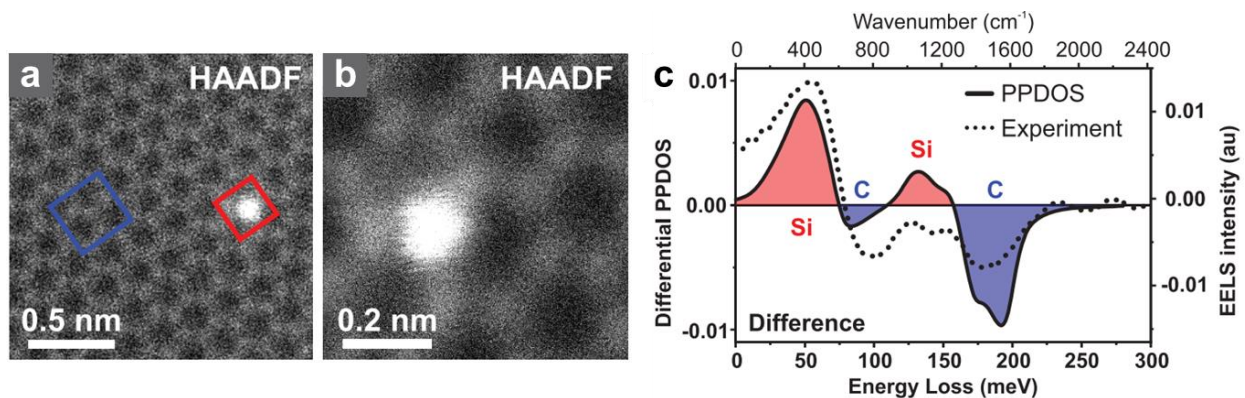 a
HAADF
0.5 nm
b
HAADF
0.2 nm
c
Wavenumber (cm⁻¹)
0 400 800 1200 1600 2000 2400
0.01
0.00
-0.01
Differential PPDOS
PPDOS
Experiment
Si
C
Si
C
Difference
0.01
0.00
-0.01
EELS intensity (au)
0 50 100 150 200 250 300
Energy Loss (meV)